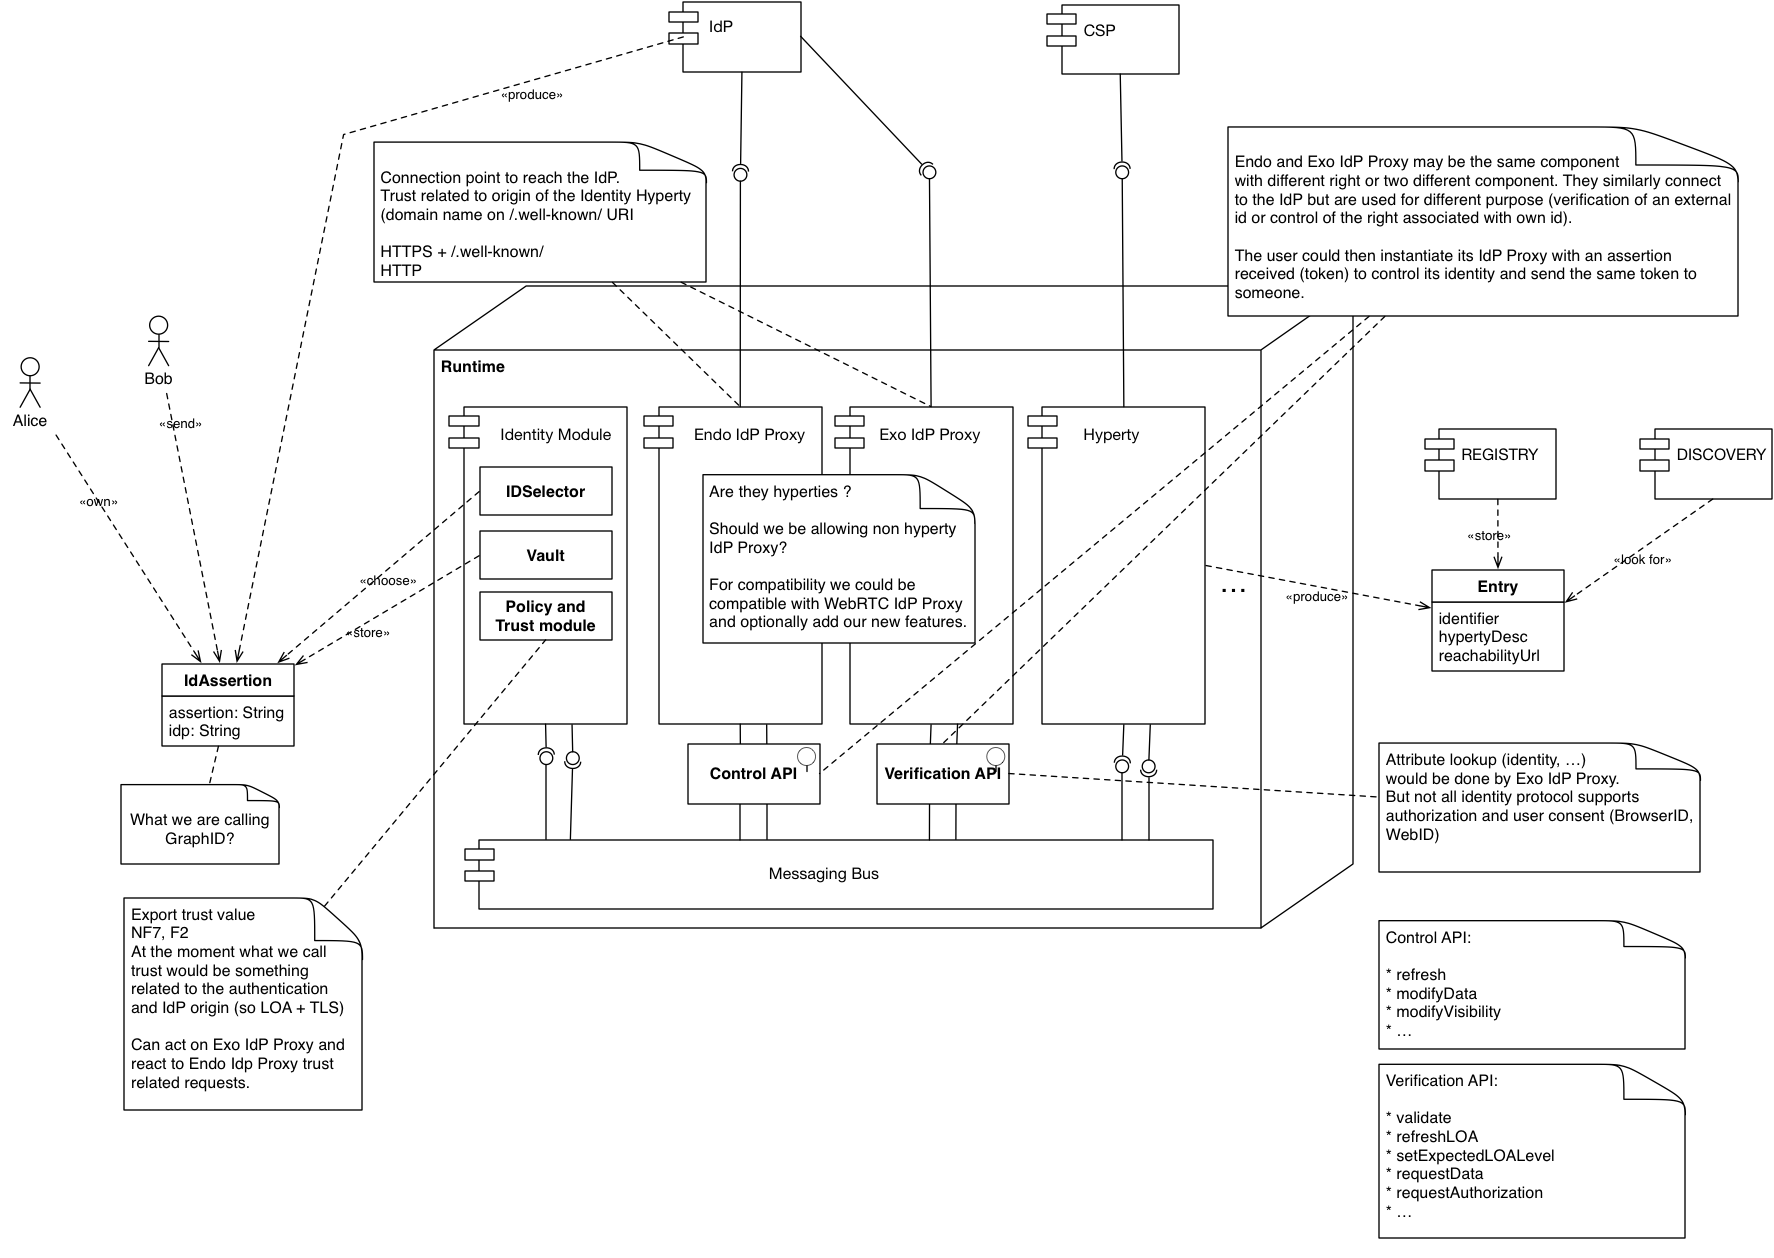 IdP
CSP
«produce»
Connection point to reach the IdP.
Trust related to origin of the Identity Hyperty
(domain name on /.well-known/ URI
HTTPS + /.well-known/
HTTP
Endo and Exo IdP Proxy may be the same component
with different right or two different component. They similarly connect
to the IdP but are used for different purpose (verification of an external
id or control of the right associated with own id).
The user could then instantiate its IdP Proxy with an assertion
received (token) to control its identity and send the same token to
someone.
Runtime
Bob
Alice
«send»
«own»
Identity Module
IDSelector
Vault
Policy and
Trust module
«choose»
«store»
Endo IdP Proxy
Exo IdP Proxy
Hyperty
Are they hyperties ?
Should we be allowing non hyperty
IdP Proxy?
For compatibility we could be
compatible with WebRTC IdP Proxy
and optionally add our new features.
...
«produce»
REGISTRY
DISCOVERY
«store»
«look for»
Entry
identifier
hypertyDesc
reachabilityUrl
IdAssertion
assertion: String
idp: String
What we are calling
GraphID?
Control API
Verification API
Messaging Bus
Attribute lookup (identity, …)
would be done by Exo IdP Proxy.
But not all identity protocol supports
authorization and user consent (BrowserID,
WebID)
Export trust value
NF7, F2
At the moment what we call
trust would be something
related to the authentication
and IdP origin (so LOA + TLS)
Can act on Exo IdP Proxy and
react to Endo Idp Proxy trust
related requests.
Control API:
* refresh
* modifyData
* modifyVisibility
* …
Verification API:
* validate
* refreshLOA
* setExpectedLOALevel
* requestData
* requestAuthorization
* …